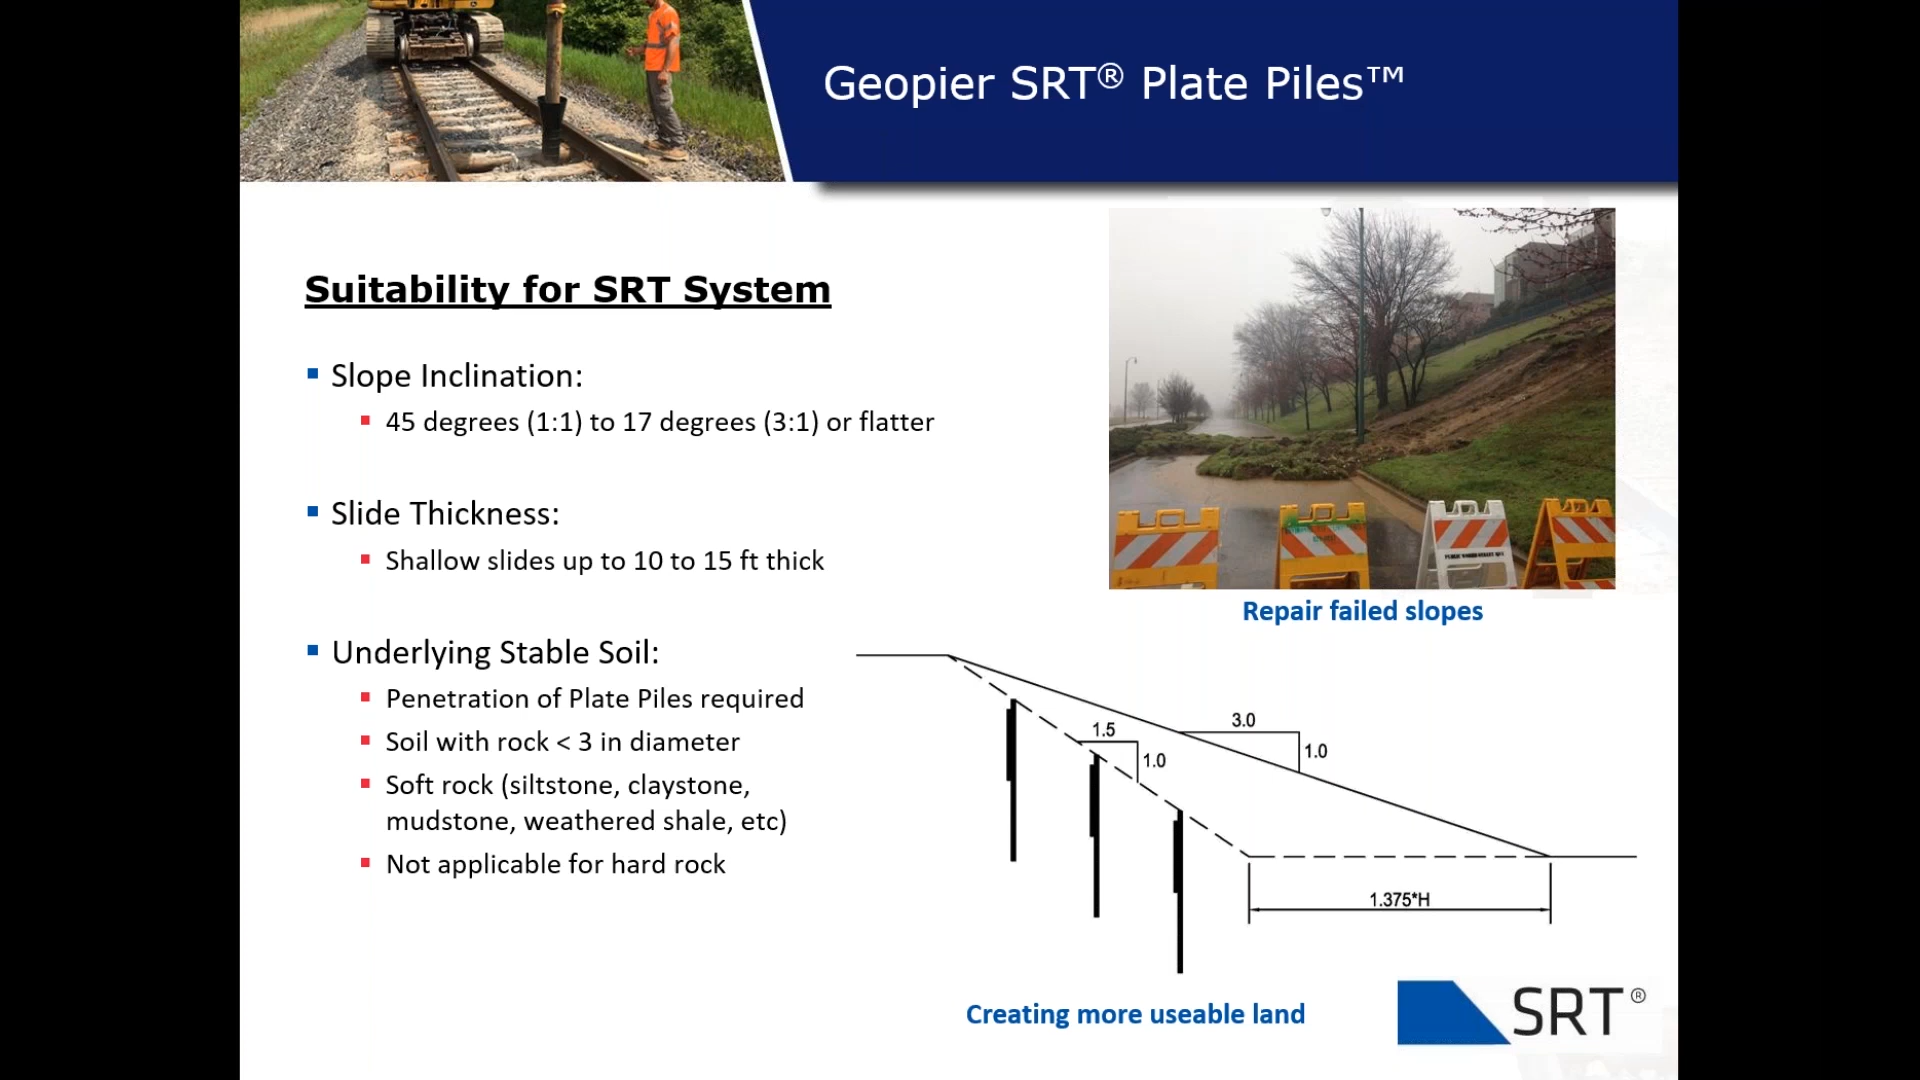 Geopier SRT® Plate Piles™
Suitability for SRT System
Slope Inclination:
45 degrees (1:1) to 17 degrees (3:1) or flatter
Slide Thickness:
Shallow slides up to 10 to 15 ft thick
Underlying Stable Soil:
Penetration of Plate Piles required
Soil with rock < 3 in diameter
Soft rock (siltstone, claystone,
mudstone, weathered shale, etc)
Not applicable for hard rock
Repair failed slopes
3.0
1.0
1.5
1.0
1.375*H
Creating more useable land
SRT®